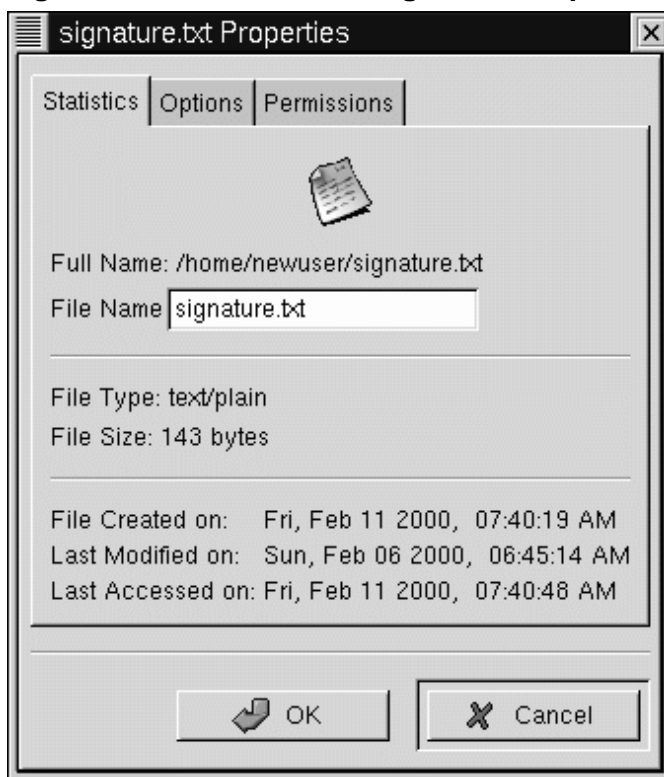 signature.txt Properties
Statistics Options Permissions
Full Name: /home/newuser/signature.txt
File Name signature.txt
File Type: text/plain
File Size: 143 bytes
File Created on: Fri, Feb 11 2000, 07:40:19 AM
Last Modified on: Sun, Feb 06 2000, 06:45:14 AM
Last Accessed on: Fri, Feb 11 2000, 07:40:48 AM
OK Cancel